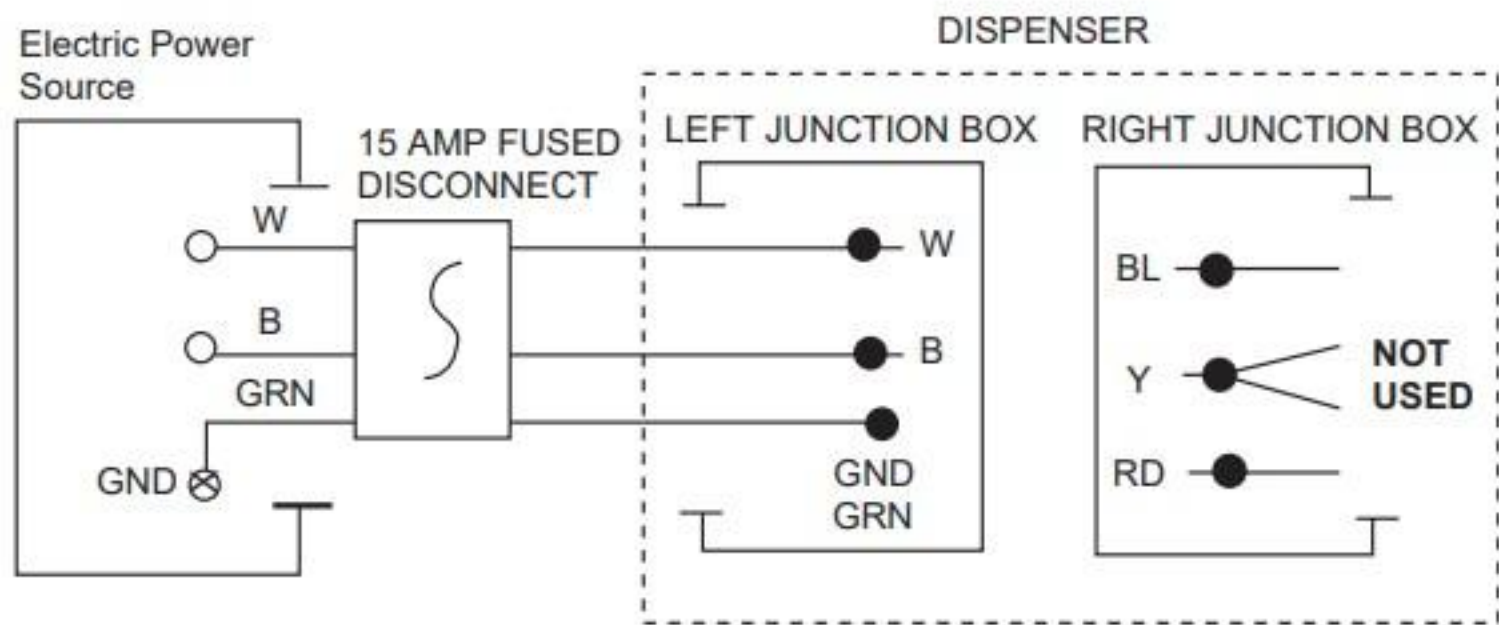 DISPENSER
Electric Power
Source
15 AMP FUSED
DISCONNECT
LEFT JUNCTION BOX
RIGHT JUNCTION BOX
W
W
B
B
GRN
GND
GND
GRN
BL
Y
NOT
USED
RD